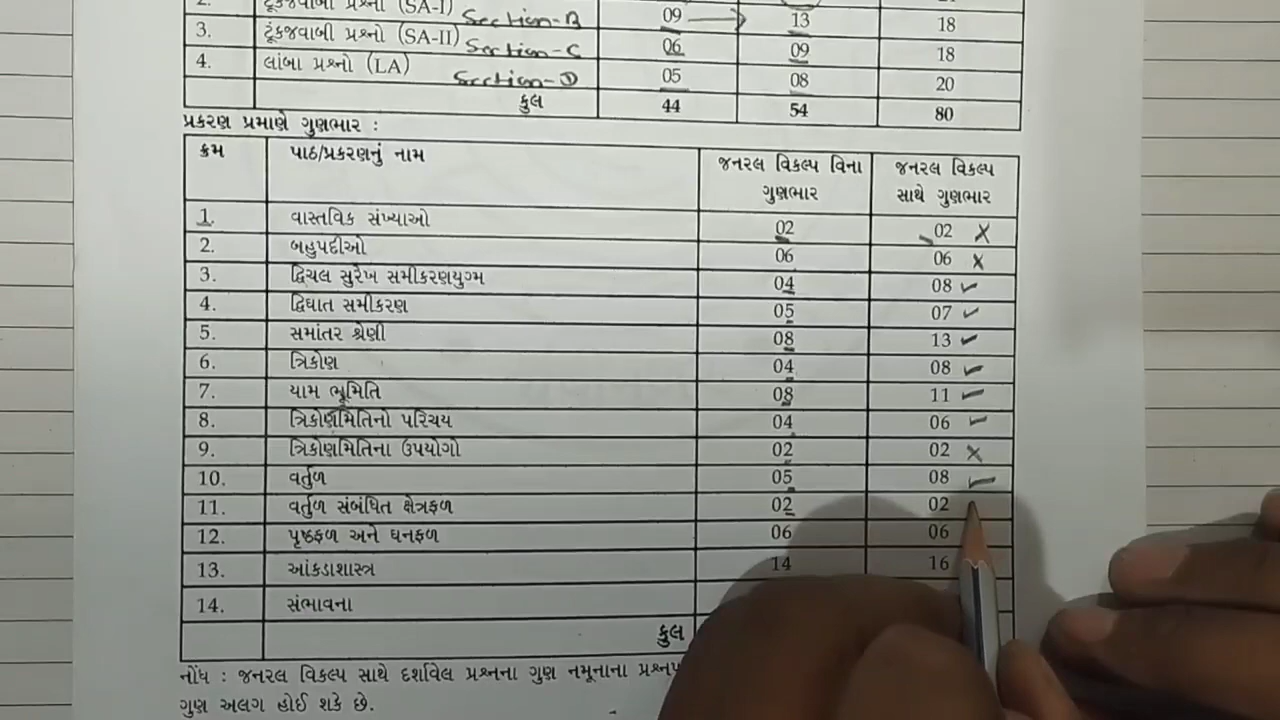 2. ટૂંકજવાબી પ્રશ્નો (SA-I) Section-B 09 13 18
3. ટૂંકજવાબી પ્રશ્નો (SA-II) Section-C 06 09 18
4. લાંબા પ્રશ્નો (LA) Section-D 05 08 20
કુલ 44 54 80
પ્રકરણ પ્રમાણે ગુણભાર :
ક્રમ પાઠ/પ્રકરણનું નામ જનરલ વિકલ્પ વિના જનરલ વિકલ્પ
ગુણભાર સાથે ગુણભાર
1. વાસ્તવિક સંખ્યાઓ 02 02 ×
2. બહુપદીઓ 06 06 ×
3. દ્વિચલ સુરેખ સમીકરણયુગ્મ 04 08 ✓
4. દ્વિઘાત સમીકરણ 05 07 ✓
5. સમાંતર શ્રેણી 08 13 ✓
6. ત્રિકોણ 04 08 ✓
7. યામ ભૂમિતિ 08 11 ✓
8. ત્રિકોણમિતિનો પરિચય 04 06 ✓
9. ત્રિકોણમિતિના ઉપયોગો 02 02 ×
10. વર્તુળ 05 08 ✓
11. વર્તુળ સંબંધિત ક્ષેત્રફળ 02 02
12. પૃષ્ઠફળ અને ઘનફળ 06 06
13. આંકડાશાસ્ત્ર 14 16
14. સંભાવના
કુલ
નોંધ : જનરલ વિકલ્પ સાથે દર્શાવેલ પ્રશ્નના ગુણ નમૂનાના
ગુણ અલગ હોઈ શકે છે.